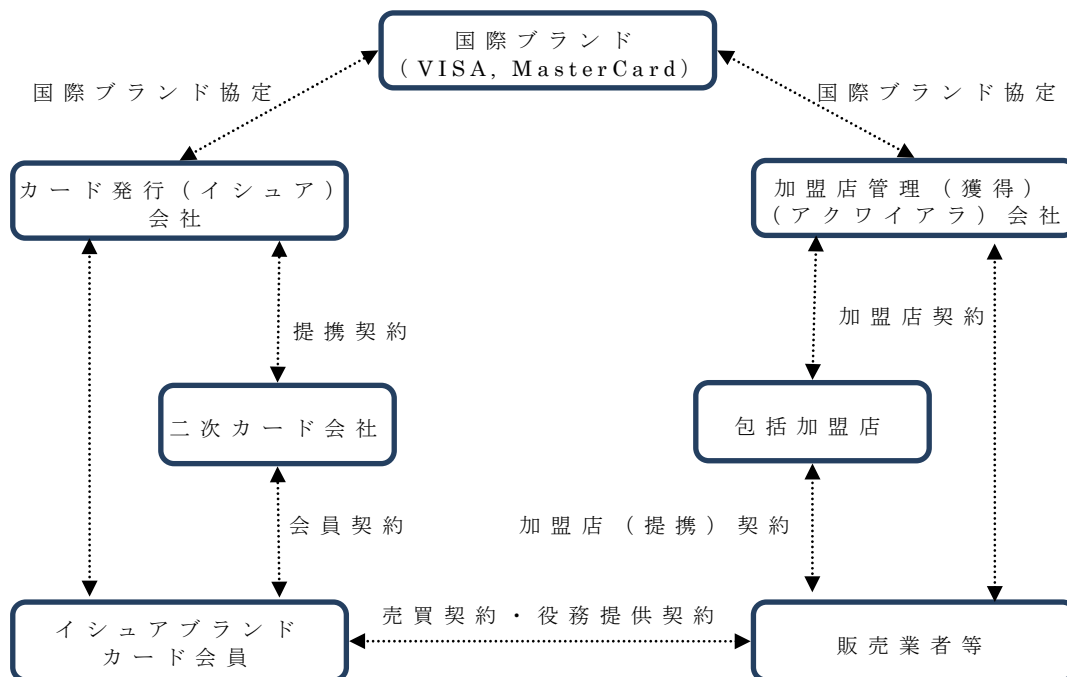 国際ブランド
(VISA, MasterCard)
国際ブランド協定
国際ブランド協定
カード発行(イシュア)
会社
加盟店管理(獲得)
(アクワイアラ)会社
提携契約
加盟店契約
二次カード会社
包括加盟店
会員契約
加盟店(提携)契約
売買契約・役務提供契約
イシュアブランド
カード会員
販売業者等